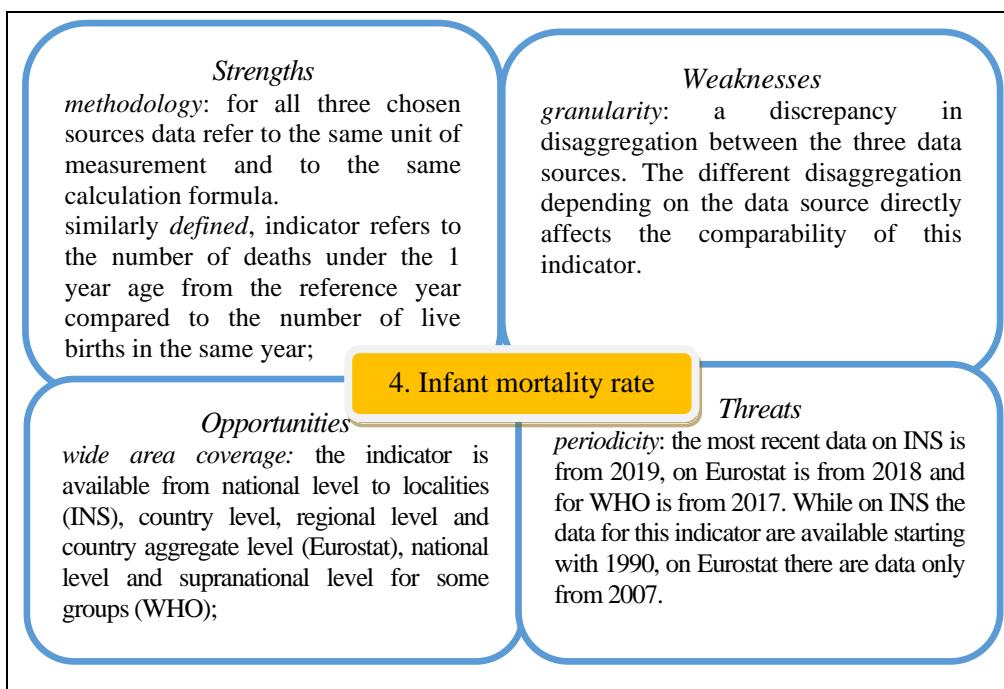 Strengths
methodology: for all three chosen
sources data refer to the same unit of
measurement and to the same
calculation formula.
similarly defined, indicator refers to
the number of deaths under the 1
year age from the reference year
compared to the number of live
births in the same year;
Weaknesses
granularity: a discrepancy in
disaggregation between the three data
sources. The different disaggregation
depending on the data source directly
affects the comparability of this
indicator.
4. Infant mortality rate
Opportunities
wide area coverage: the indicator is
available from national level to localities
(INS), country level, regional level and
country aggregate level (Eurostat), national
level and supranational level for some
groups (WHO);
Threats
periodicity: the most recent data on INS is
from 2019, on Eurostat is from 2018 and
for WHO is from 2017. While on INS the
data for this indicator are available starting
with 1990, on Eurostat there are data only
from 2007.